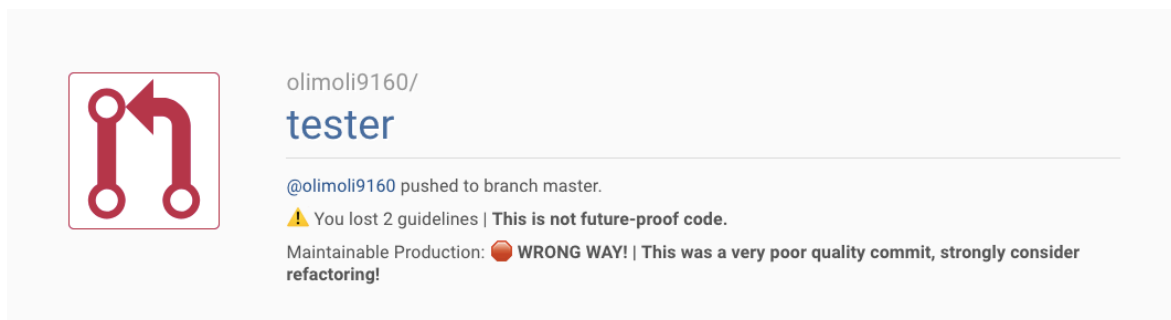 olimoli9160/
tester
@olimoli9160 pushed to branch master.
⚠️ You lost 2 guidelines | This is not future-proof code.
Maintainable Production: 🛑 WRONG WAY! | This was a very poor quality commit, strongly consider
refactoring!